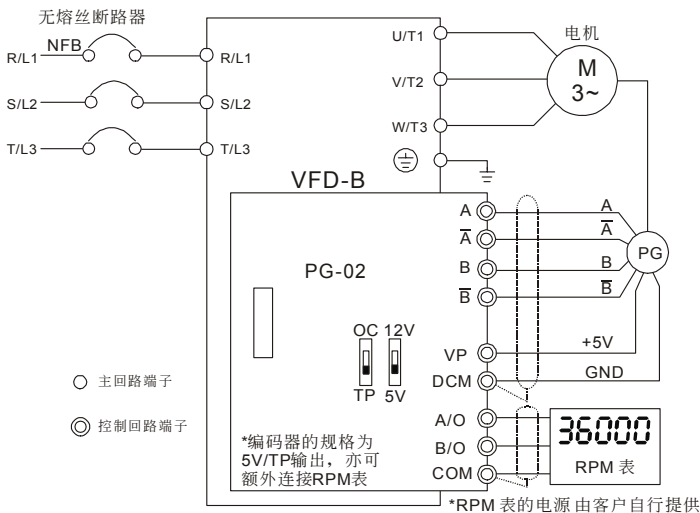 无熔丝断路器
NFB
R/L1
S/L2
T/L3
R/L1
S/L2
T/L3
U/T1
V/T2
W/T3
电机
M
3~
VFD-B
PG-02
OC 12V
TP 5V
A
A̅
B
B̅
VP
DCM
A/O
B/O
COM
A
A̅
B
B̅
PG
+5V
GND
36000
RPM 表
○ 主回路端子
◎ 控制回路端子
*编码器的规格为
5V/TP输出，亦可
额外连接RPM表
*RPM 表的电源 由客户自行提供